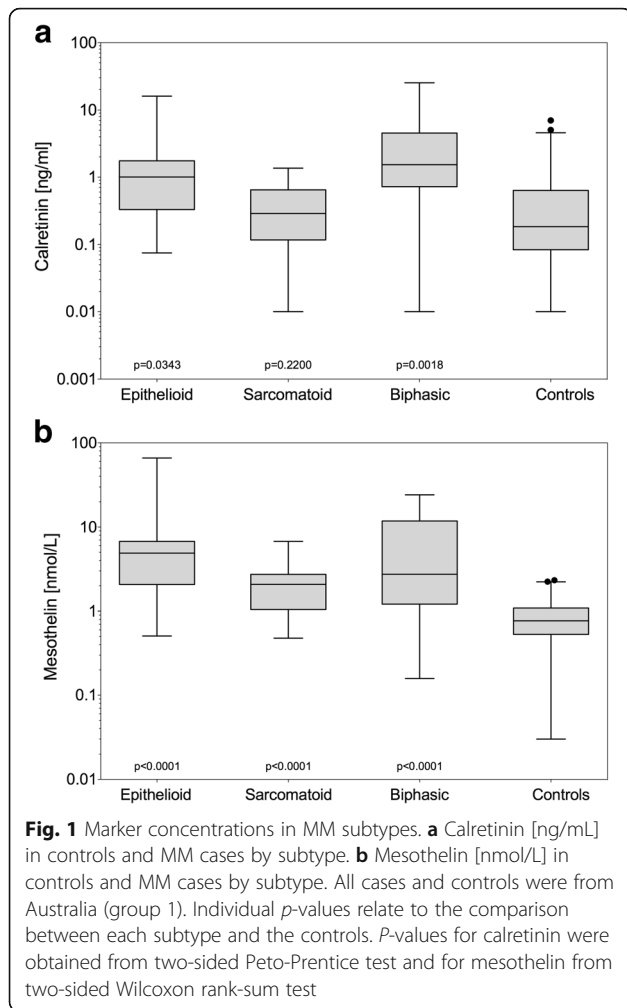 a
100
10
1
0.1
0.01
0.001
Calretinin [ng/ml]
p=0.0343 p=0.2200 p=0.0018
Epithelioid Sarcomatoid Biphasic Controls
b
100
10
1
0.1
0.01
Mesothelin [nmol/L]
p<0.0001 p<0.0001 p<0.0001
Epithelioid Sarcomatoid Biphasic Controls
Fig. 1 Marker concentrations in MM subtypes. a Calretinin [ng/mL]
in controls and MM cases by subtype. b Mesothelin [nmol/L] in
controls and MM cases by subtype. All cases and controls were from
Australia (group 1). Individual p-values relate to the comparison
between each subtype and the controls. P-values for calretinin were
obtained from two-sided Peto-Prentice test and for mesothelin from
two-sided Wilcoxon rank-sum test